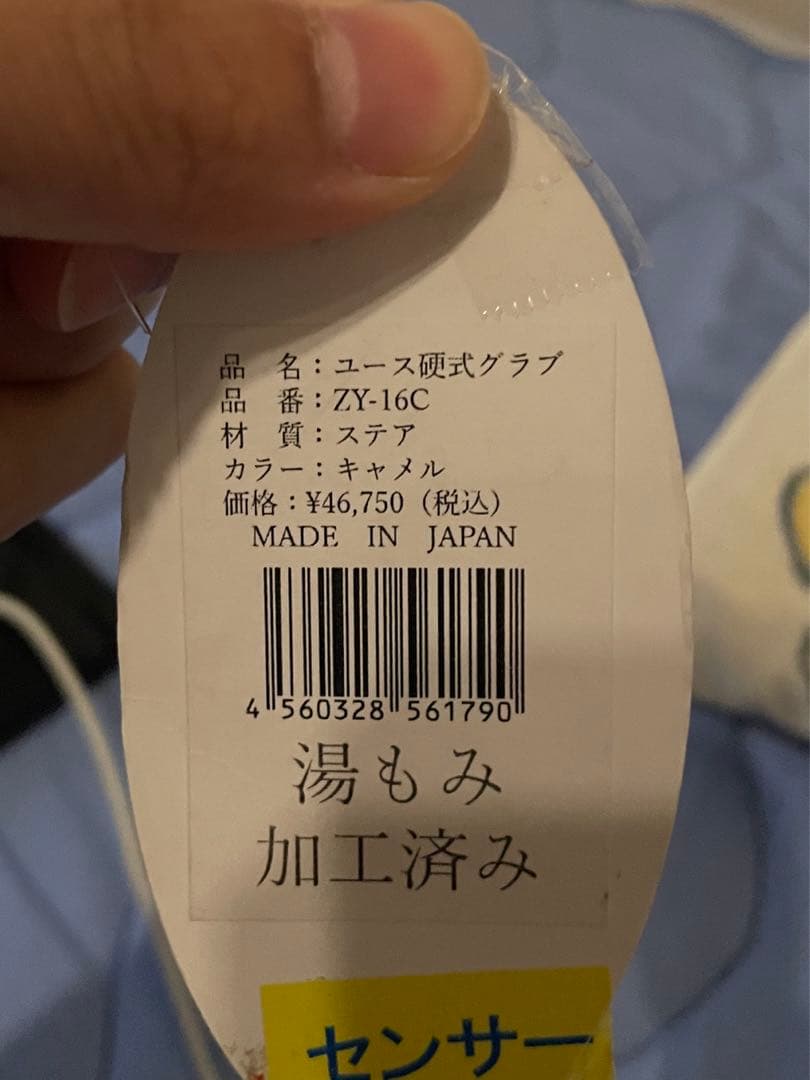 品　名：ユース硬式グラブ
品　番：ZY-16C
材　質：ステア
カラー：キャメル
価格：¥46,750（税込）
MADE IN JAPAN
4 560328 561790
湯もみ
加工済み
センサー